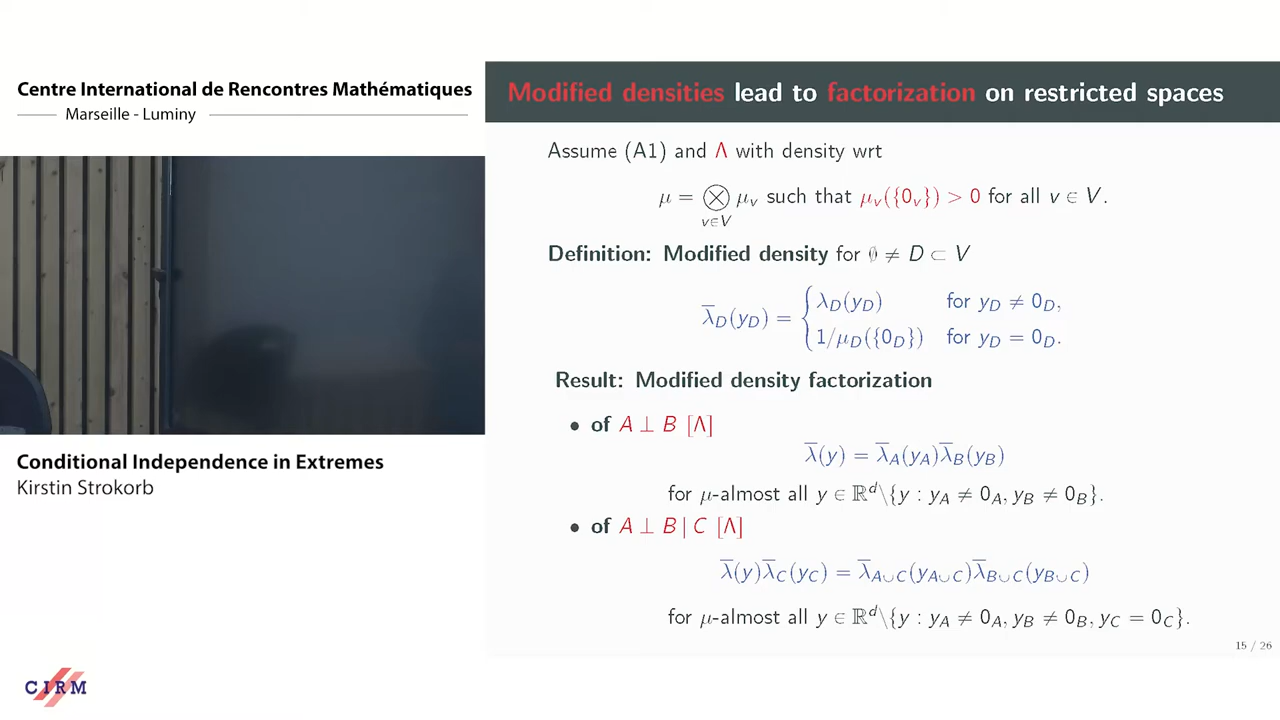 Centre International de Rencontres Mathématiques
Marseille - Luminy
Modified densities lead to factorization on restricted spaces
Assume (A1) and Λ with density wrt
μ = ⨂ μ_v such that μ_v({0_v}) > 0 for all v ∈ V.
v∈V
Definition: Modified density for ∅ ≠ D ⊂ V
λ̅_D(y_D) = { λ_D(y_D) for y_D ≠ 0_D,
1/μ_D({0_D}) for y_D = 0_D.
Result: Modified density factorization
• of A ⊥ B [Λ]
λ̅(y) = λ̅_A(y_A)λ̅_B(y_B)
for μ-almost all y ∈ ℝ^d\{y : y_A ≠ 0_A, y_B ≠ 0_B}.
• of A ⊥ B | C [Λ]
λ̅(y)λ̅_C(y_C) = λ̅_{A∪C}(y_{A∪C})λ̅_{B∪C}(y_{B∪C})
for μ-almost all y ∈ ℝ^d\{y : y_A ≠ 0_A, y_B ≠ 0_B, y_C = 0_C}.
15 / 26
Conditional Independence in Extremes
Kirstin Strokorb
CIRM